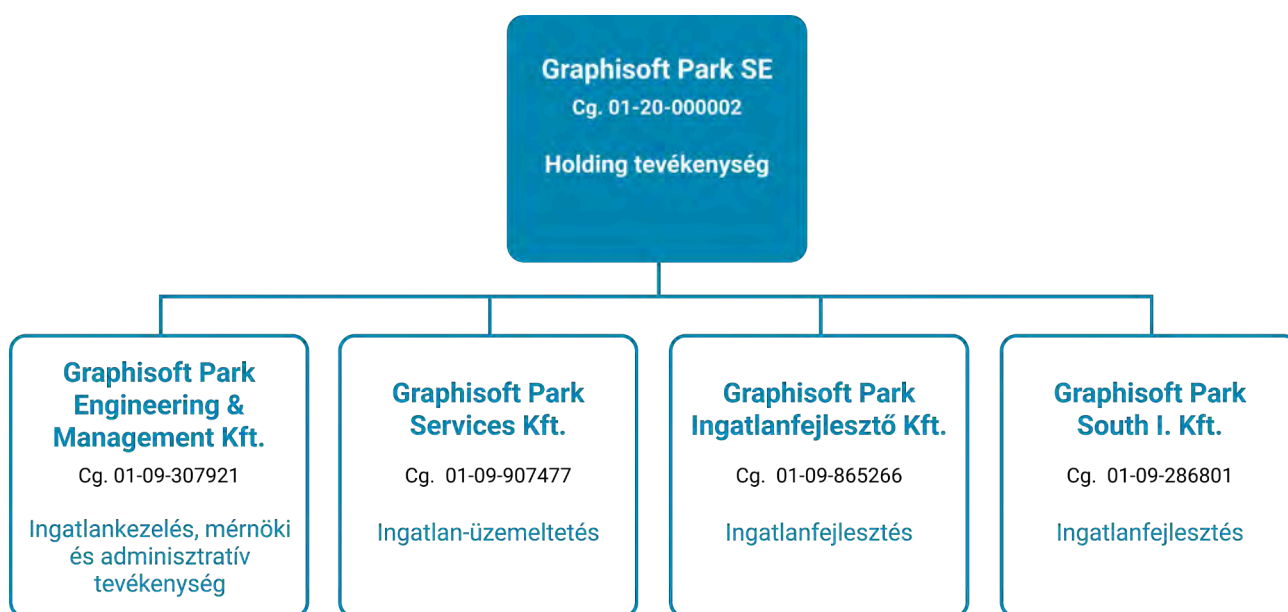 Graphisoft Park SE
Cg. 01-20-000002
Holding tevékenység
Graphisoft Park
Engineering &
Management Kft.
Cg. 01-09-307921
Ingatlankezelés, mérnöki
és adminisztratív
tevékenység
Graphisoft Park
Services Kft.
Cg. 01-09-907477
Ingatlan-üzemeltetés
Graphisoft Park
Ingatlanfejlesztő Kft.
Cg. 01-09-865266
Ingatlanfejlesztés
Graphisoft Park
South I. Kft.
Cg. 01-09-286801
Ingatlanfejlesztés